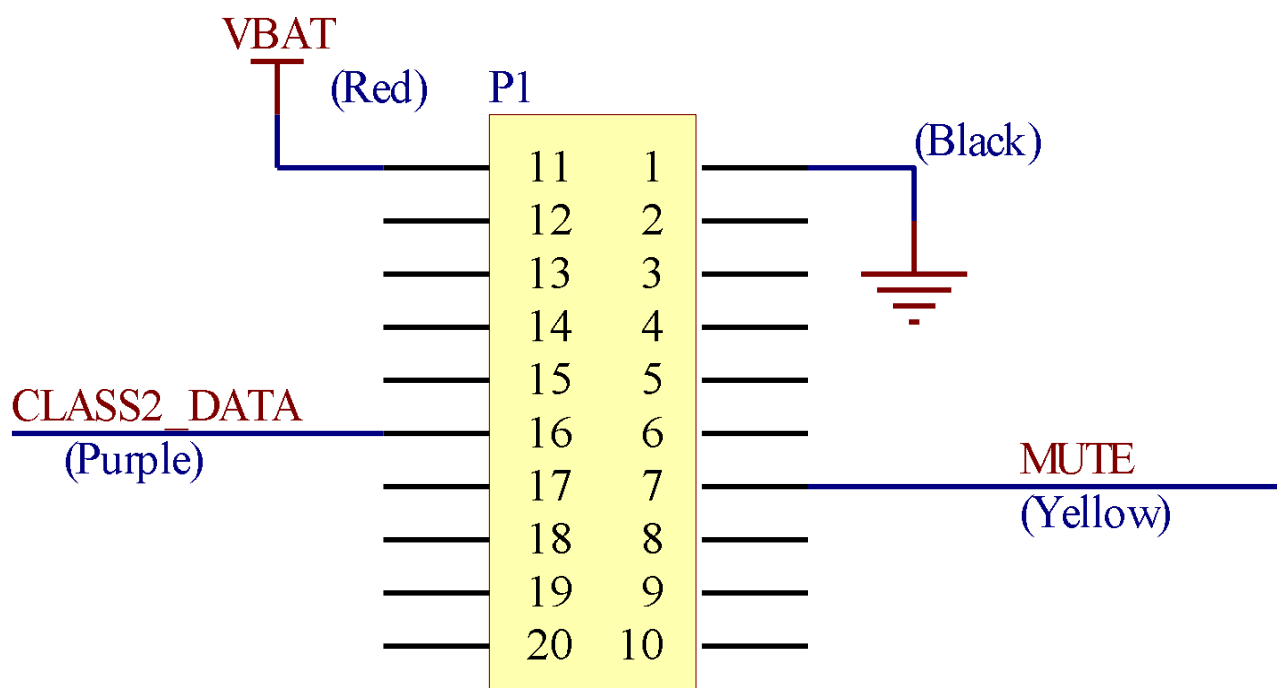 VBAT
(Red)
P1
(Black)
11 1
12 2
13 3
14 4
15 5
CLASS2_DATA
16 6
(Purple)
MUTE
17 7
(Yellow)
18 8
19 9
20 10